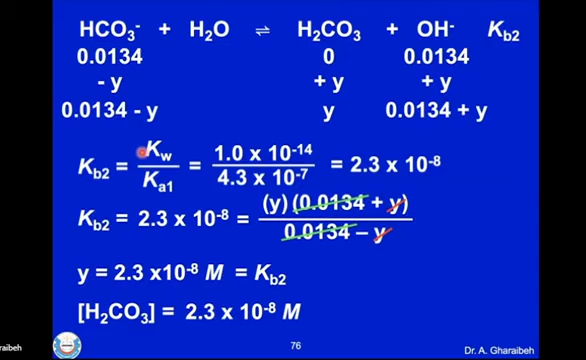 HCO₃⁻ + H₂O ⇌ H₂CO₃ + OH⁻ Kb2
0.0134 0 0.0134
- y + y + y
0.0134 - y y 0.0134 + y
Kb2 = Kw / Ka1 = 1.0 x 10⁻¹⁴ / 4.3 x 10⁻⁷ = 2.3 x 10⁻⁸
Kb2 = 2.3 x 10⁻⁸ = (y) (0.0134 + y) / 0.0134 – y
y = 2.3 x10⁻⁸ M = Kb2
[H₂CO₃] = 2.3 x 10⁻⁸ M
araibeh
76
Dr. A. Gharaibeh